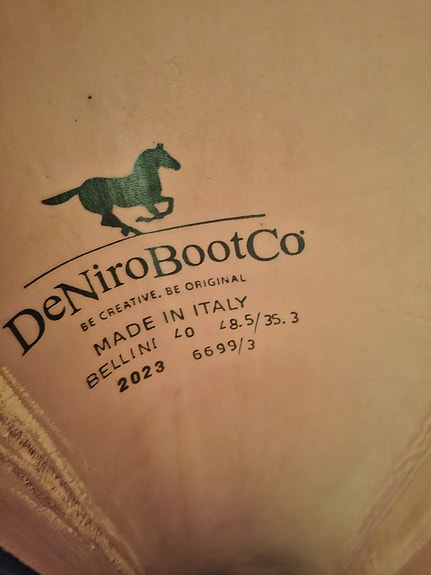 DeNiroBootCo
BE CREATIVE. BE ORIGINAL
MADE IN ITALY
BELLINI 40 48.5/35.3
2023 6699/3